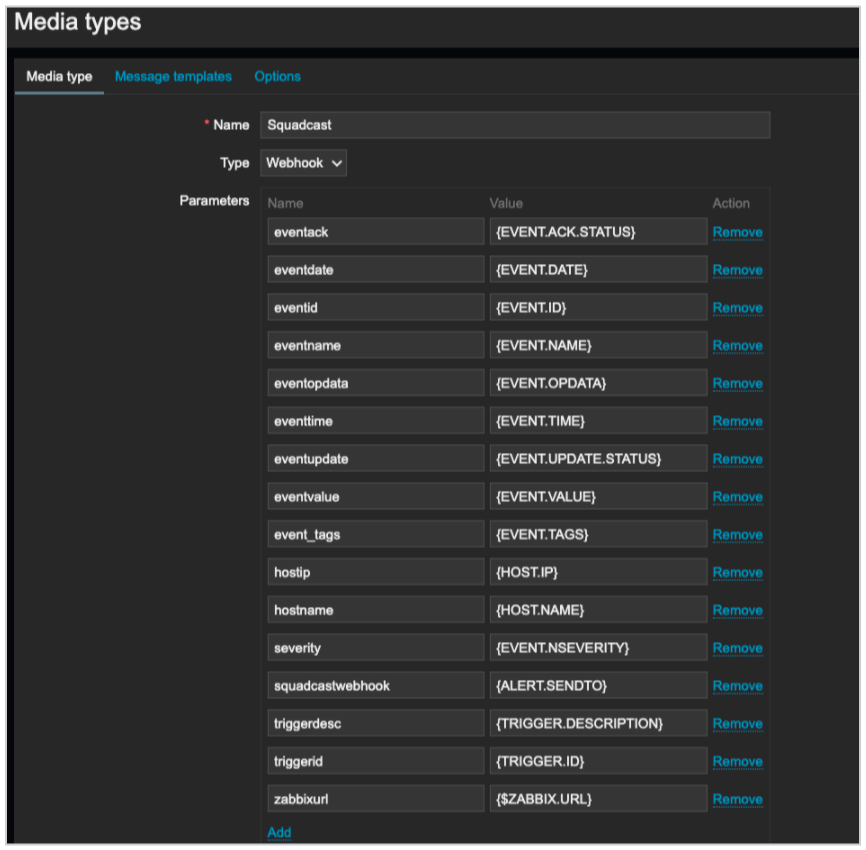 Media types
Media type Message templates Options
* Name Squadcast
Type Webhook
Parameters Name Value Action
eventack {EVENT.ACK.STATUS} Remove
eventdate {EVENT.DATE} Remove
eventid {EVENT.ID} Remove
eventname {EVENT.NAME} Remove
eventopdata {EVENT.OPDATA} Remove
eventtime {EVENT.TIME} Remove
eventupdate {EVENT.UPDATE.STATUS} Remove
eventvalue {EVENT.VALUE} Remove
event_tags {EVENT.TAGS} Remove
hostip {HOST.IP} Remove
hostname {HOST.NAME} Remove
severity {EVENT.NSEVERITY} Remove
squadcastwebhook {ALERT.SENDTO} Remove
triggerdesc {TRIGGER.DESCRIPTION} Remove
triggerid {TRIGGER.ID} Remove
zabbixurl {$ZABBIX.URL} Remove
Add